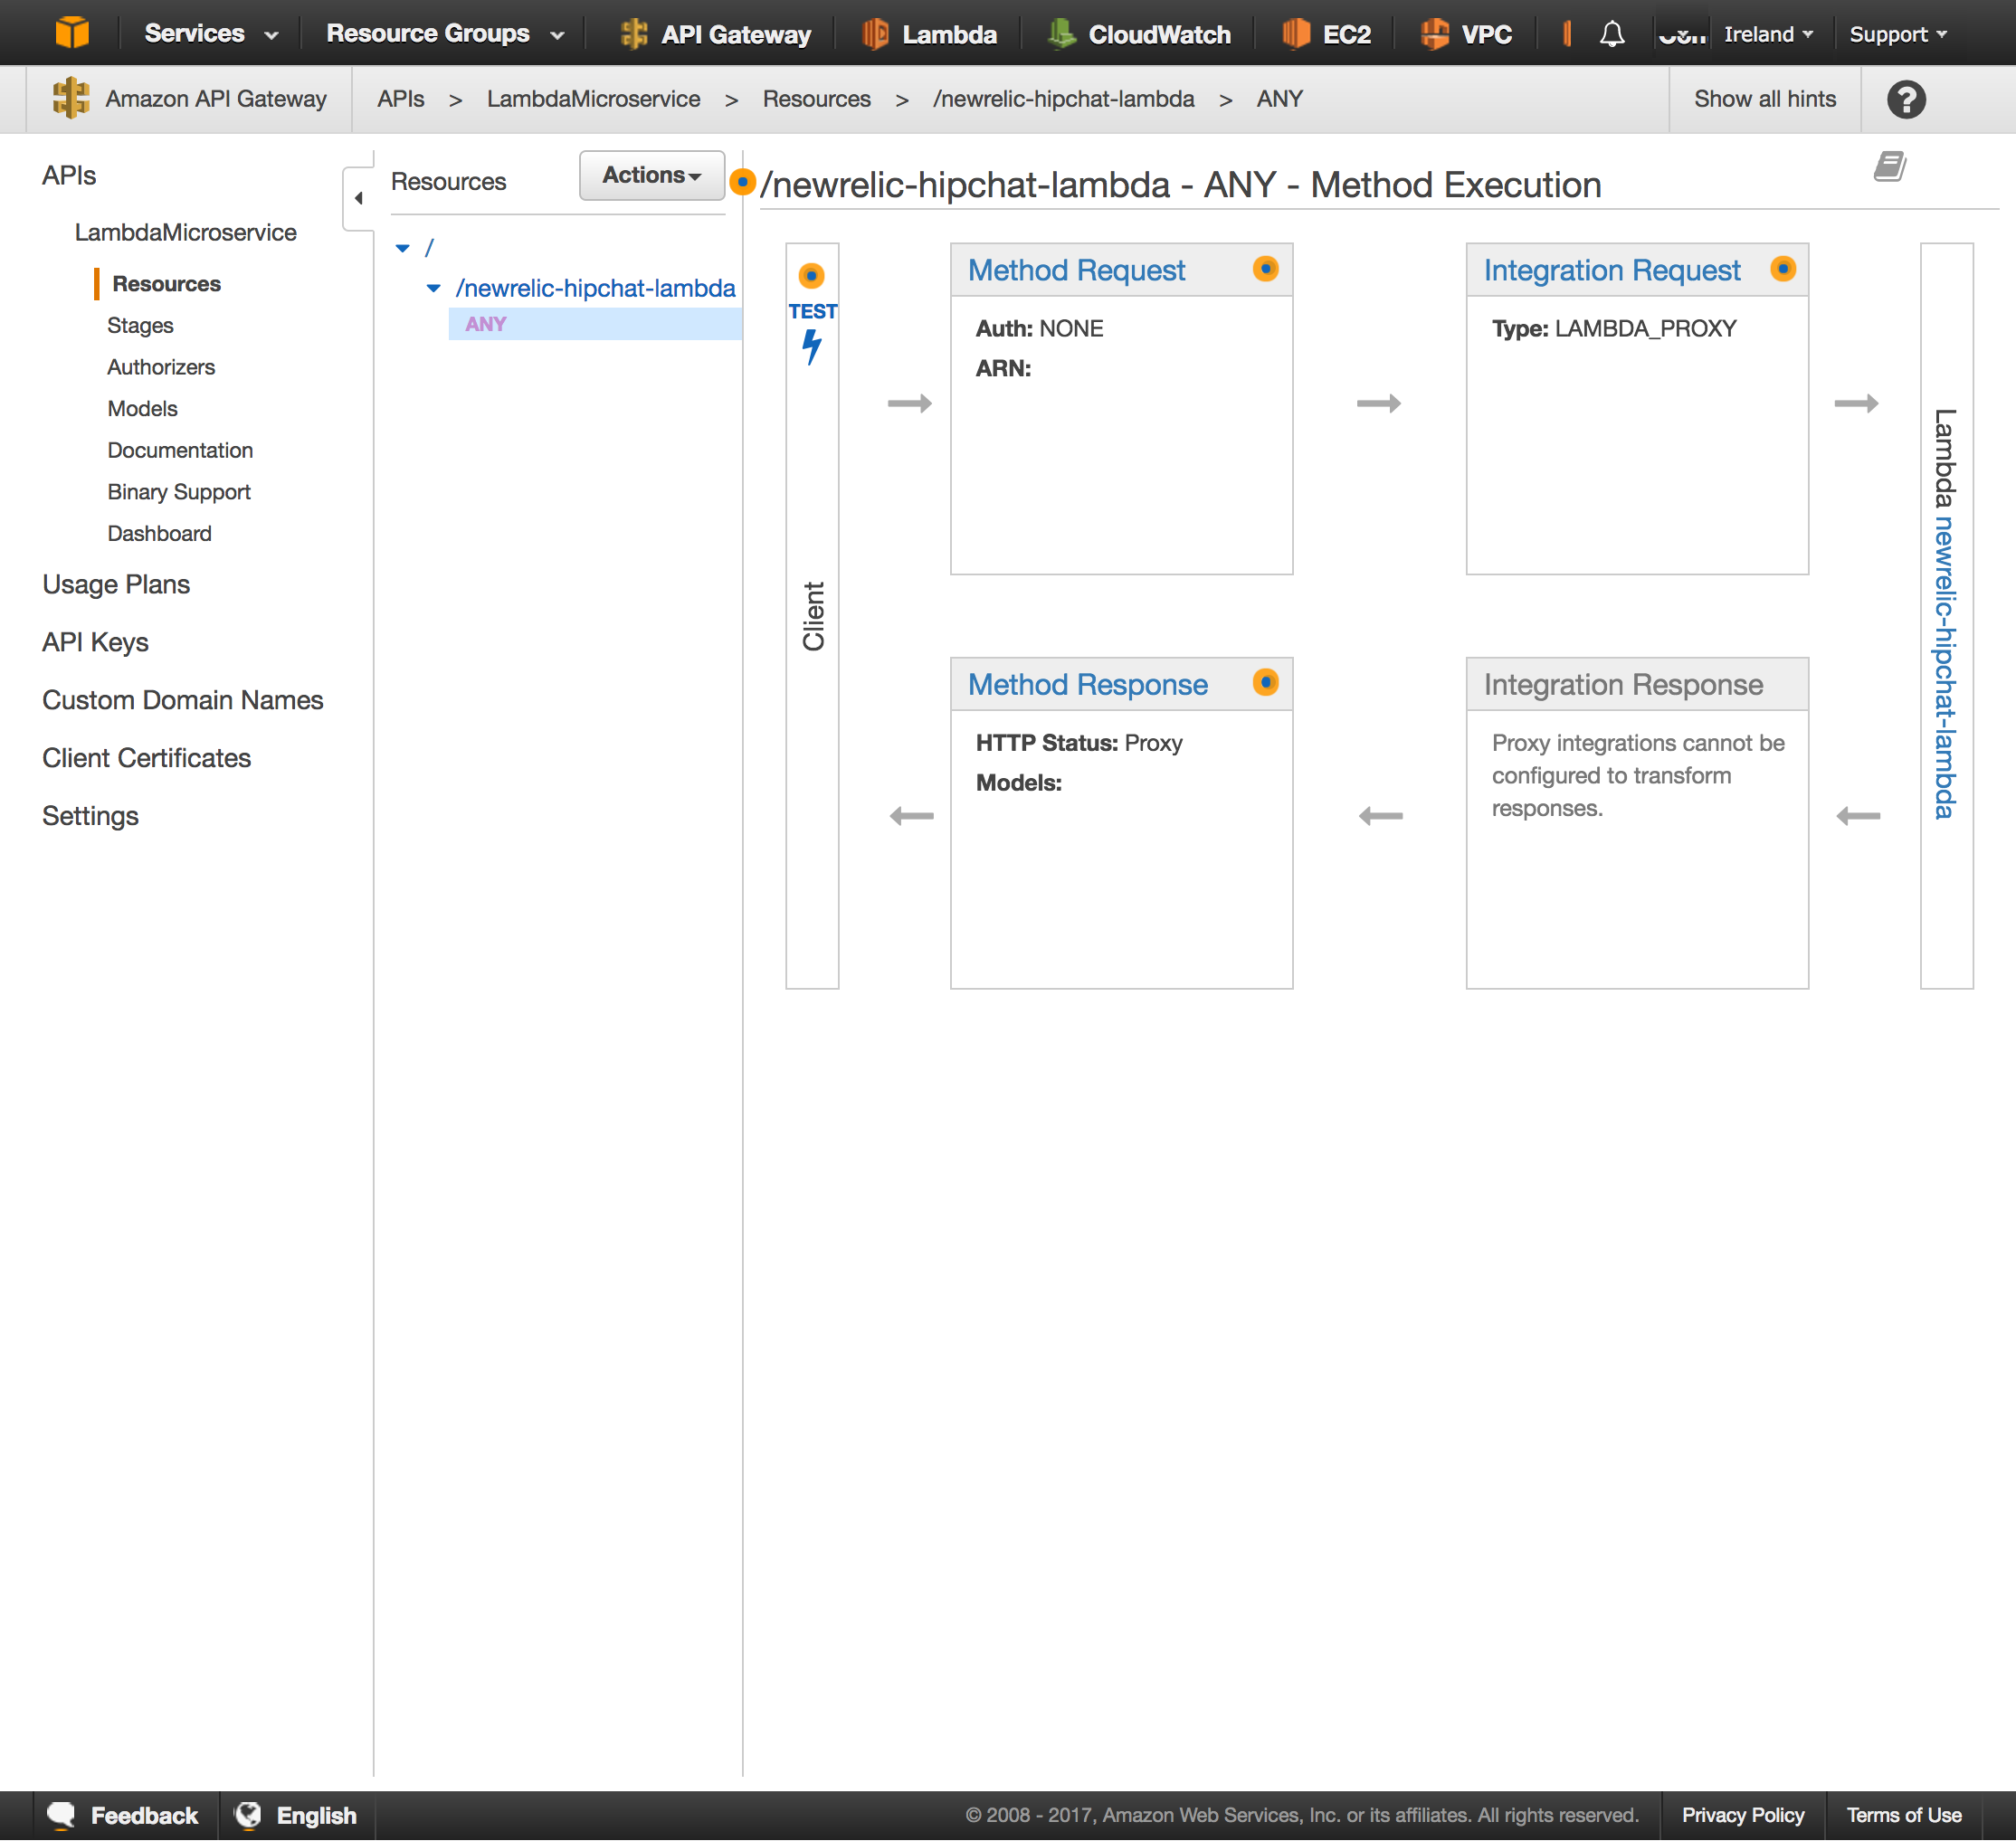 Services
Resource Groups
API Gateway
Lambda
CloudWatch
EC2
VPC
Ireland
Support
Amazon API Gateway
APIs > LambdaMicroservice > Resources > /newrelic-hipchat-lambda > ANY
Show all hints
?
APIs
LambdaMicroservice
Resources
Stages
Authorizers
Models
Documentation
Binary Support
Dashboard
Usage Plans
API Keys
Custom Domain Names
Client Certificates
Settings
Resources
Actions
/
/newrelic-hipchat-lambda
ANY
/newrelic-hipchat-lambda - ANY - Method Execution
TEST
Client
Method Request
Auth: NONE
ARN:
Integration Request
Type: LAMBDA_PROXY
Lambda newrelic-hipchat-lambda
Method Response
HTTP Status: Proxy
Models:
Integration Response
Proxy integrations cannot be
configured to transform
responses.
Feedback
English
© 2008 - 2017, Amazon Web Services, Inc. or its affiliates. All rights reserved.
Privacy Policy
Terms of Use